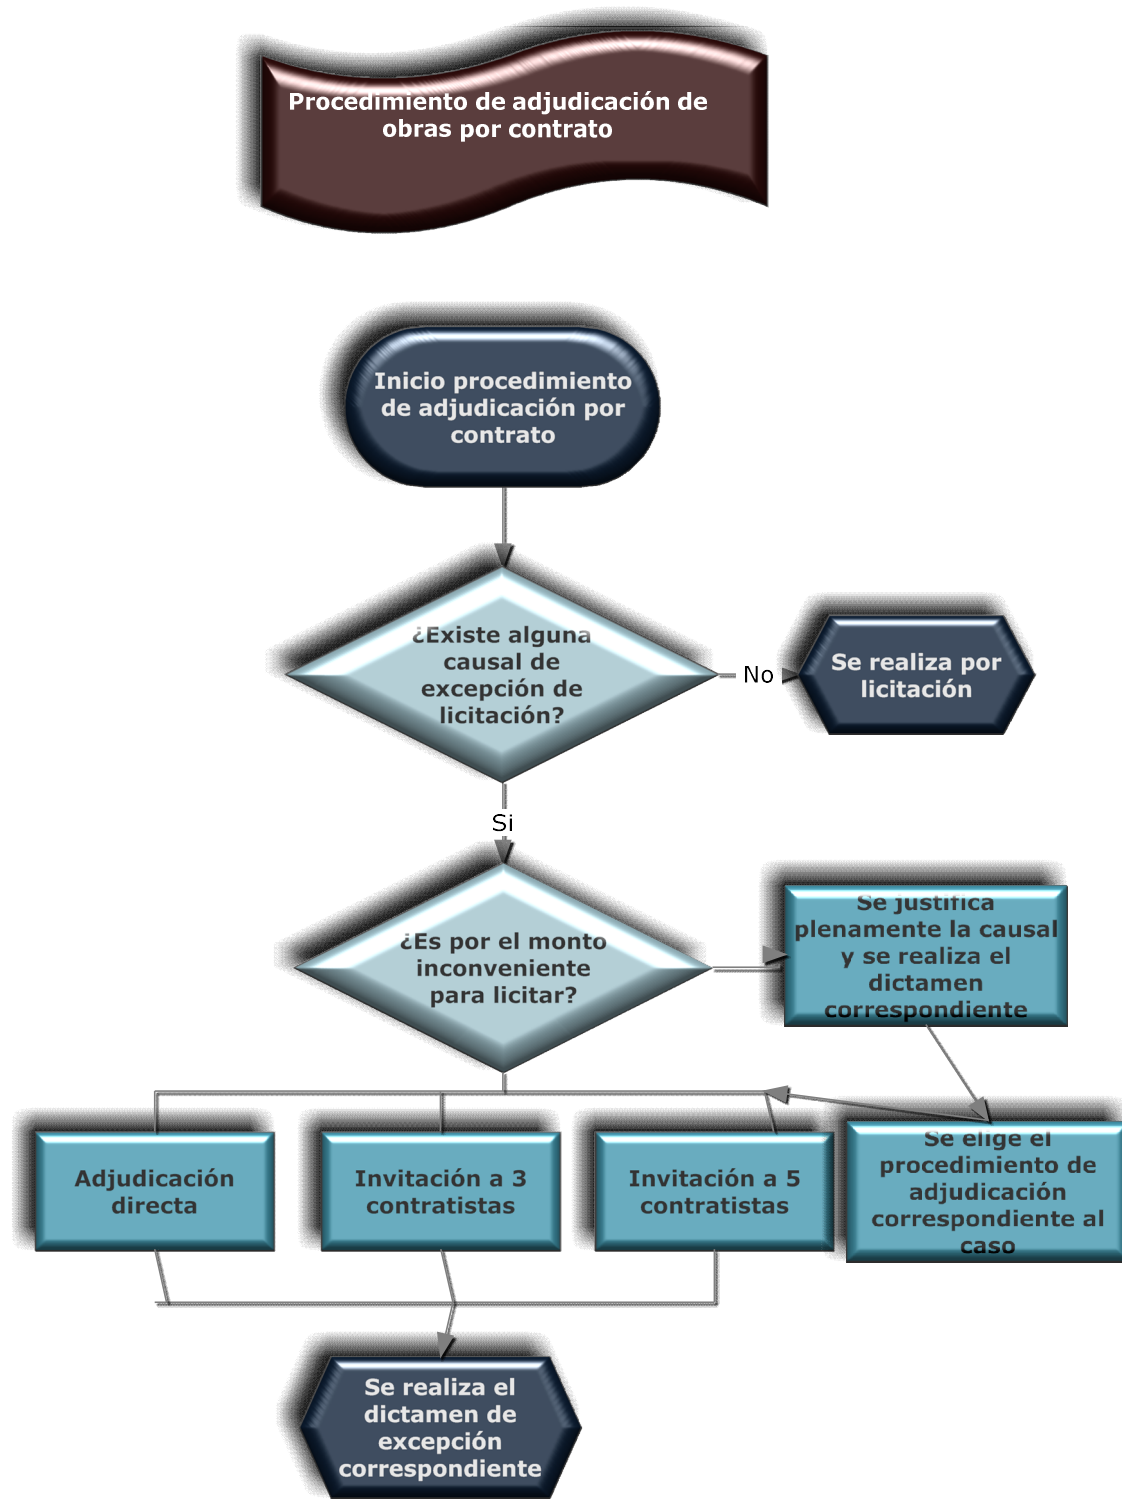 Procedimiento de adjudicación de
obras por contrato
Inicio procedimiento
de adjudicación por
contrato
¿Existe alguna
causal de
excepción de
licitación?
No
Se realiza por
licitación
Si
¿Es por el monto
inconveniente
para licitar?
Se justifica
plenamente la causal
y se realiza el
dictamen
correspondiente
Adjudicación
directa
Invitación a 3
contratistas
Invitación a 5
contratistas
Se elige el
procedimiento de
adjudicación
correspondiente al
caso
Se realiza el
dictamen de
excepción
correspondiente